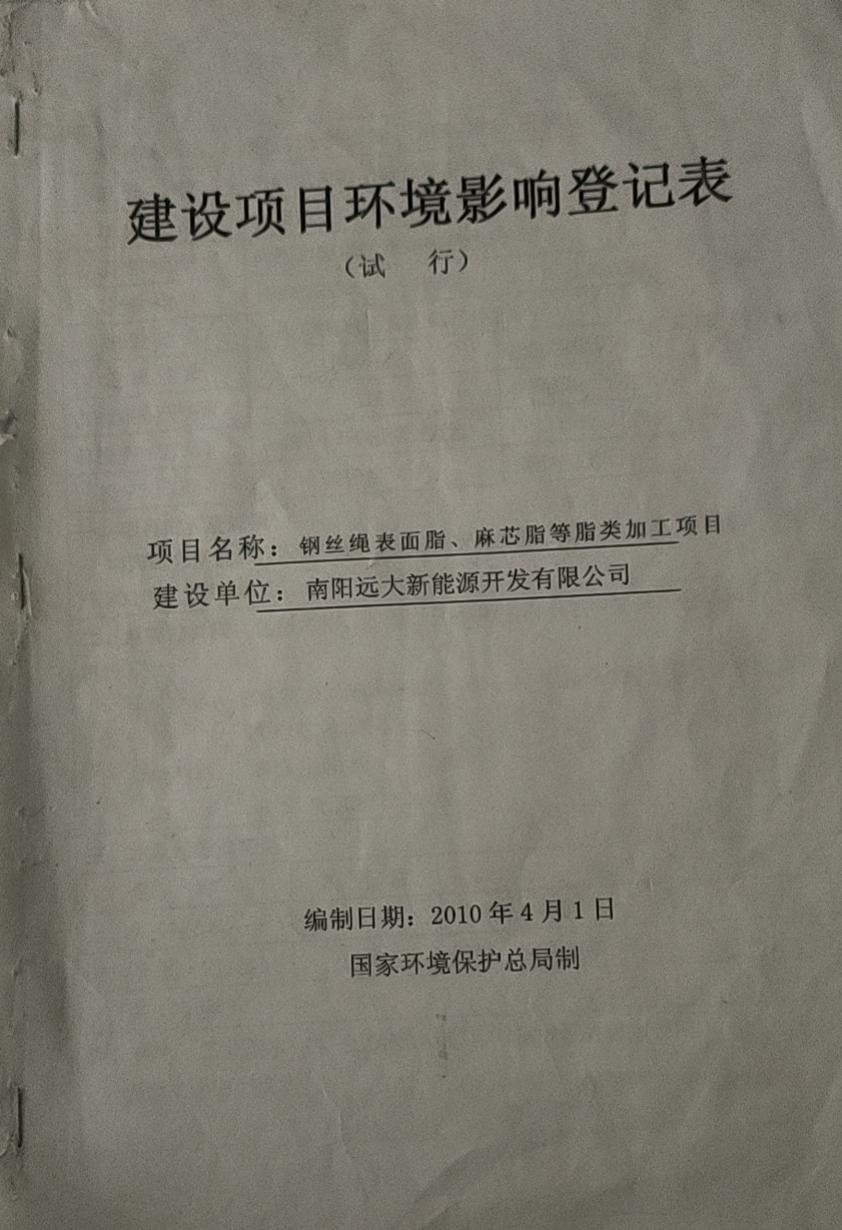 建设项目环境影响登记表
（试 行）
项目名称：钢丝绳表面脂、麻芯脂等脂类加工项目
建设单位：南阳远大新能源开发有限公司
编制日期：2010年4月1日
国家环境保护总局制